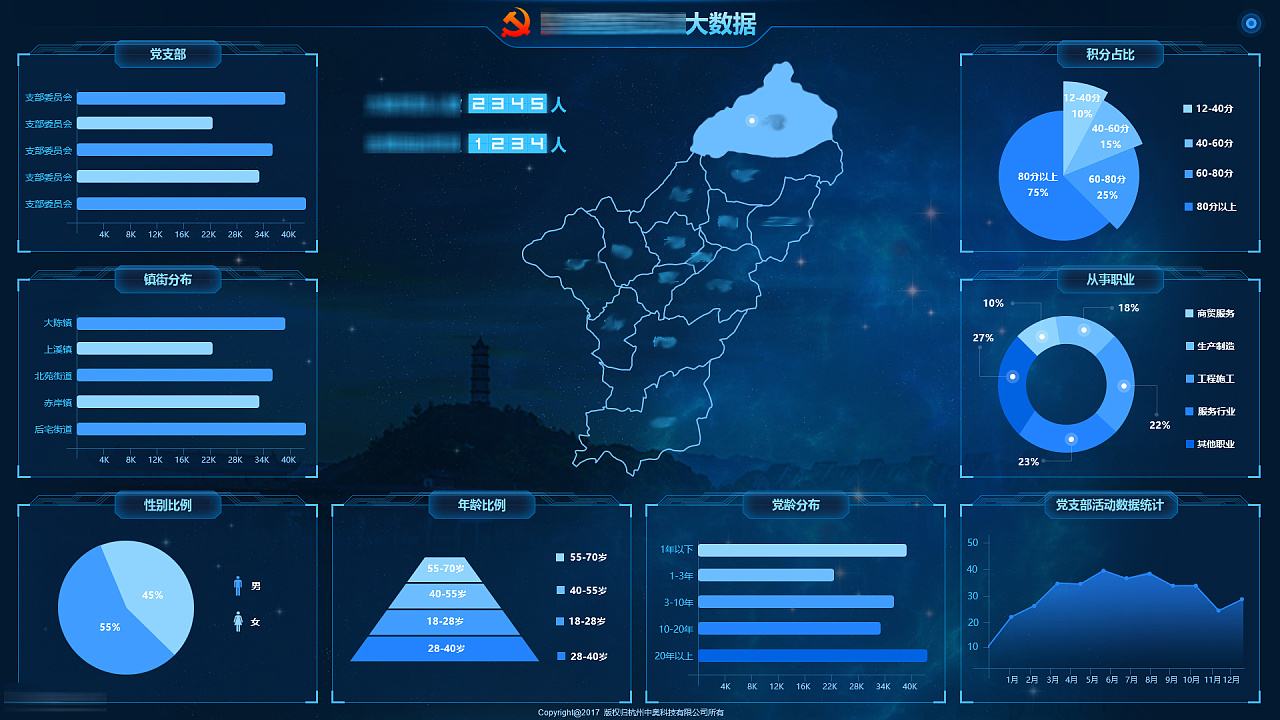 大数据
2345人
1234人
党支部
支部委员会
支部委员会
支部委员会
支部委员会
支部委员会
4K 8K 12K 16K 22K 28K 34K 40K
积分占比
12-40分
10%
40-60分
15%
60-80分
25%
80分以上
75%
12-40分
40-60分
60-80分
80分以上
镇街分布
大陈镇
上溪镇
北苑街道
赤岸镇
后宅街道
4K 8K 12K 16K 22K 28K 34K 40K
从事职业
10%
18%
27%
22%
23%
商贸服务
生产制造
工程施工
服务行业
其他职业
性别比例
45%
55%
男
女
年龄比例
55-70岁
40-55岁
18-28岁
28-40岁
55-70岁
40-55岁
18-28岁
28-40岁
党龄分布
1年以下
1-3年
3-10年
10-20年
20年以上
4K 8K 12K 16K 22K 28K 34K 40K
党支部活动数据统计
50
40
30
20
10
1月 2月 3月 4月 5月 6月 7月 8月 9月 10月 11月 12月
Copyright@2017 版权归杭州中奥科技有限公司所有